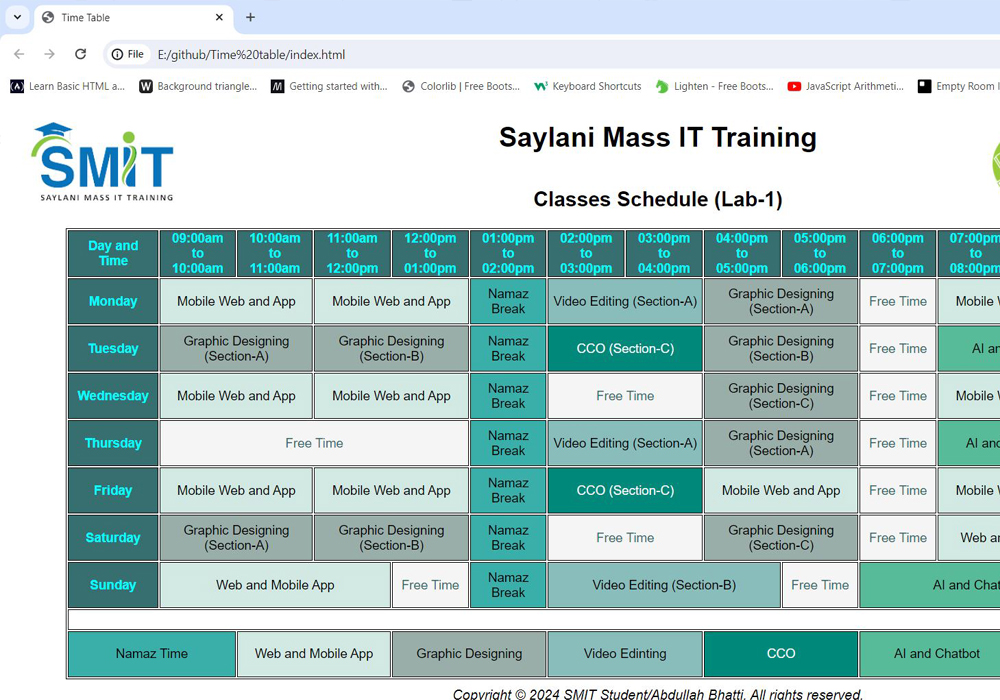 Time Table
File E:/github/Time%20table/index.html
Learn Basic HTML a... Background triangle... Getting started with... Colorlib | Free Boots... Keyboard Shortcuts Lighten - Free Boots... JavaScript Arithmeti... Empty Room
SMIT
SAYLANI MASS IT TRAINING
Saylani Mass IT Training
Classes Schedule (Lab-1)
Day and Time 09:00am to 10:00am 10:00am to 11:00am 11:00am to 12:00pm 12:00pm to 01:00pm 01:00pm to 02:00pm 02:00pm to 03:00pm 03:00pm to 04:00pm 04:00pm to 05:00pm 05:00pm to 06:00pm 06:00pm to 07:00pm 07:00pm to 08:00pm
Monday Mobile Web and App Mobile Web and App Namaz Break Video Editing (Section-A) Graphic Designing (Section-A) Free Time Mobile
Tuesday Graphic Designing (Section-A) Graphic Designing (Section-B) Namaz Break CCO (Section-C) Graphic Designing (Section-B) Free Time AI
Wednesday Mobile Web and App Mobile Web and App Namaz Break Free Time Graphic Designing (Section-C) Free Time Mobile
Thursday Free Time Namaz Break Video Editing (Section-A) Graphic Designing (Section-A) Free Time AI
Friday Mobile Web and App Mobile Web and App Namaz Break CCO (Section-C) Mobile Web and App Free Time Mobile
Saturday Graphic Designing (Section-A) Graphic Designing (Section-B) Namaz Break Free Time Graphic Designing (Section-C) Free Time Web
Sunday Web and Mobile App Free Time Namaz Break Video Editing (Section-B) Free Time AI and Chat
Namaz Time Web and Mobile App Graphic Designing Video Edinting CCO AI and Chatbot
Copyright © 2024 SMIT Student/Abdullah Bhatti. All rights reserved.